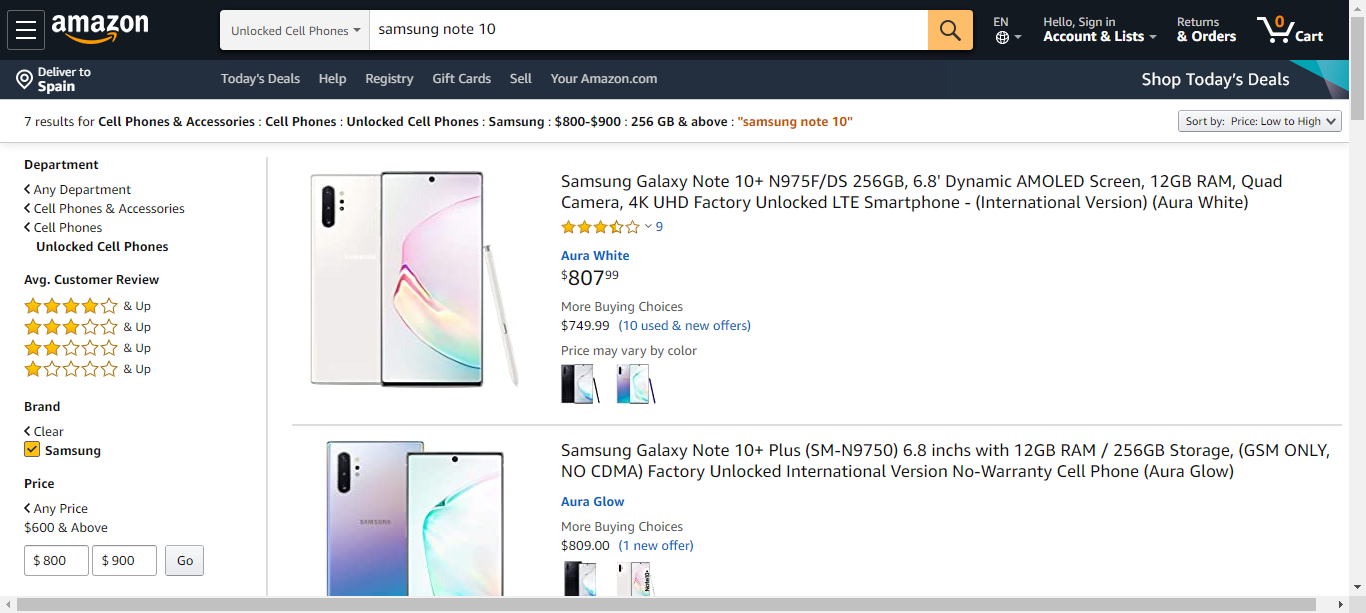 amazon
Unlocked Cell Phones
samsung note 10
EN
Hello, Sign in
Account & Lists
Returns
& Orders
0
Cart
Deliver to
Spain
Today's Deals Help Registry Gift Cards Sell Your Amazon.com
Shop Today's Deals
7 results for Cell Phones & Accessories : Cell Phones : Unlocked Cell Phones : Samsung : $800-$900 : 256 GB & above : "samsung note 10"
Sort by: Price: Low to High
Department
Any Department
Cell Phones & Accessories
Cell Phones
Unlocked Cell Phones
Avg. Customer Review
& Up
& Up
& Up
& Up
Brand
Clear
Samsung
Price
Any Price
$600 & Above
$ 800 $ 900 Go
Samsung Galaxy Note 10+ N975F/DS 256GB, 6.8' Dynamic AMOLED Screen, 12GB RAM, Quad
Camera, 4K UHD Factory Unlocked LTE Smartphone - (International Version) (Aura White)
9
Aura White
$807.99
More Buying Choices
$749.99 (10 used & new offers)
Price may vary by color
SAMSUNG
Samsung Galaxy Note 10+ Plus (SM-N9750) 6.8 inchs with 12GB RAM / 256GB Storage, (GSM ONLY,
NO CDMA) Factory Unlocked International Version No-Warranty Cell Phone (Aura Glow)
Aura Glow
More Buying Choices
$809.00 (1 new offer)